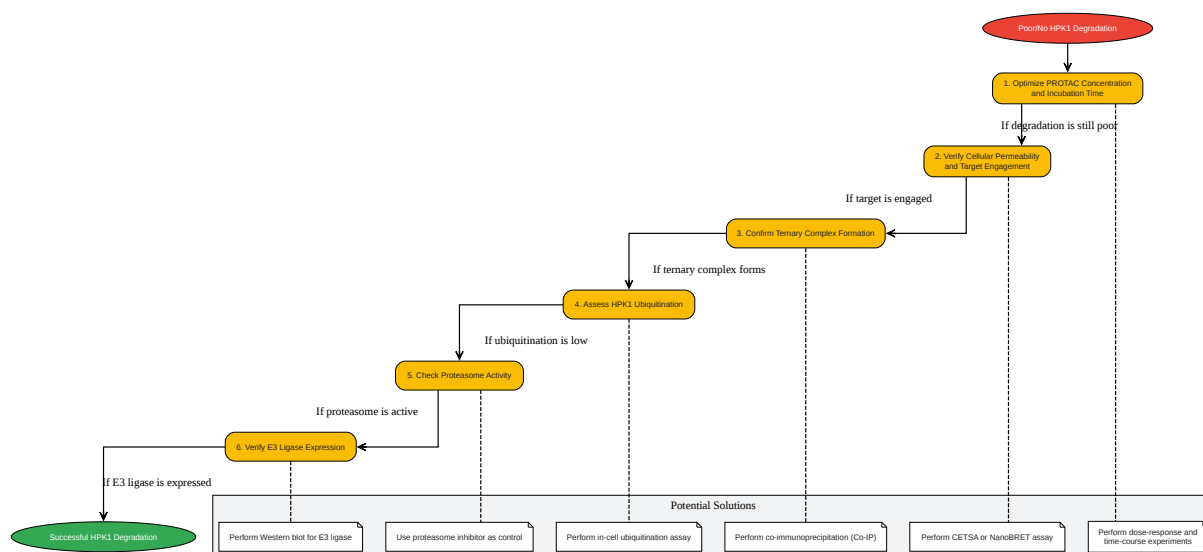 Poor/No HPK1 Degradation
1. Optimize PROTAC Concentration
and Incubation Time
If degradation is still poor
2. Verify Cellular Permeability
and Target Engagement
If target is engaged
3. Confirm Ternary Complex Formation
If ternary complex forms
4. Assess HPK1 Ubiquitination
If ubiquitination is low
5. Check Proteasome Activity
If proteasome is active
6. Verify E3 Ligase Expression
If E3 ligase is expressed
Potential Solutions
Successful HPK1 Degradation
Perform Western blot for E3 ligase
Use proteasome inhibitor as control
Perform in-cell ubiquitination assay
Perform co-immunoprecipitation (Co-IP)
Perform CETSA or NanoBRET assay
Perform dose-response and
time-course experiments